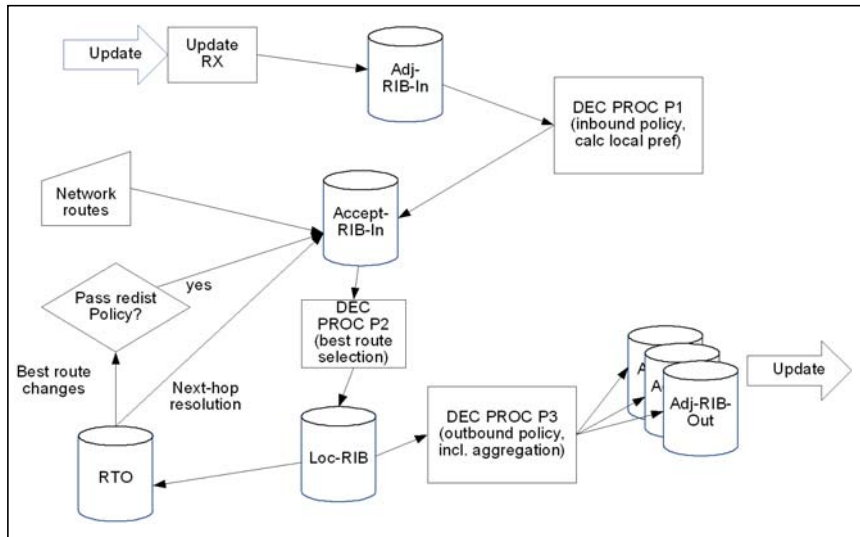 Update
Update
RX
Adj-
RIB-In
DEC PROC P1
(inbound policy,
calc local pref)
Network
routes
Accept-
RIB-In
yes
Pass redist
Policy?
DEC
PROC P2
(best route
selection)
Best route
changes
Next-hop
resolution
A
A
Adj-RIB-
Out
Update
DEC PROC P3
(outbound policy,
incl. aggregation)
Loc-RIB
RTO